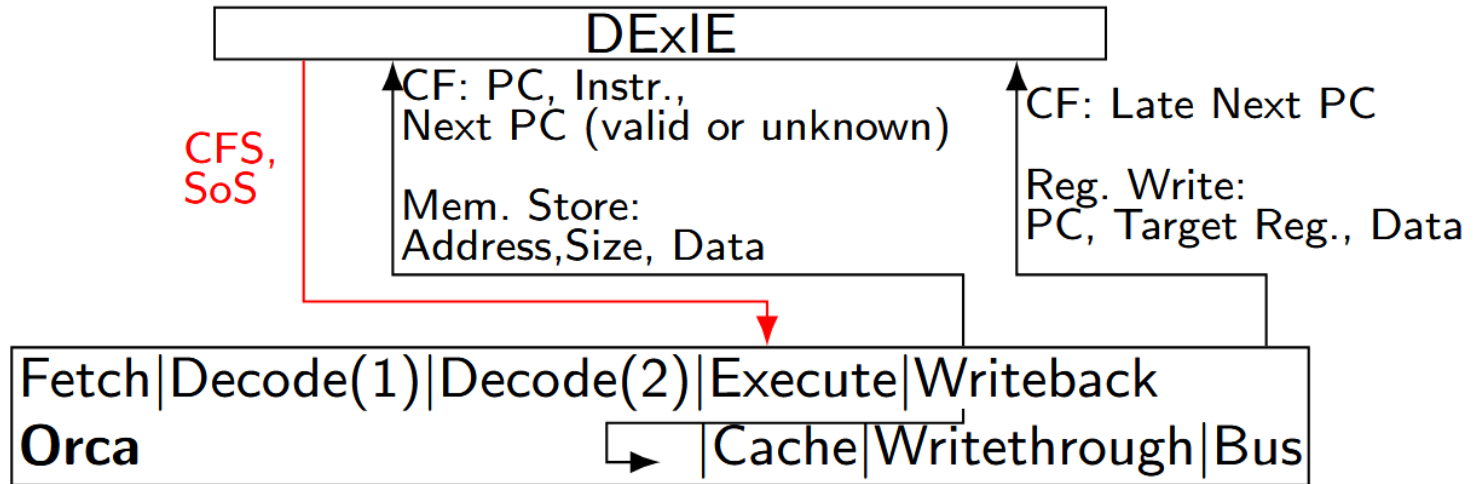 DExIE
CF: PC, Instr.,
Next PC (valid or unknown)
CF: Late Next PC
CFS,
SoS
Mem. Store:
Address,Size, Data
Reg. Write:
PC, Target Reg., Data
Fetch|Decode(1)|Decode(2)|Execute|Writeback
Orca
|Cache|Writethrough|Bus